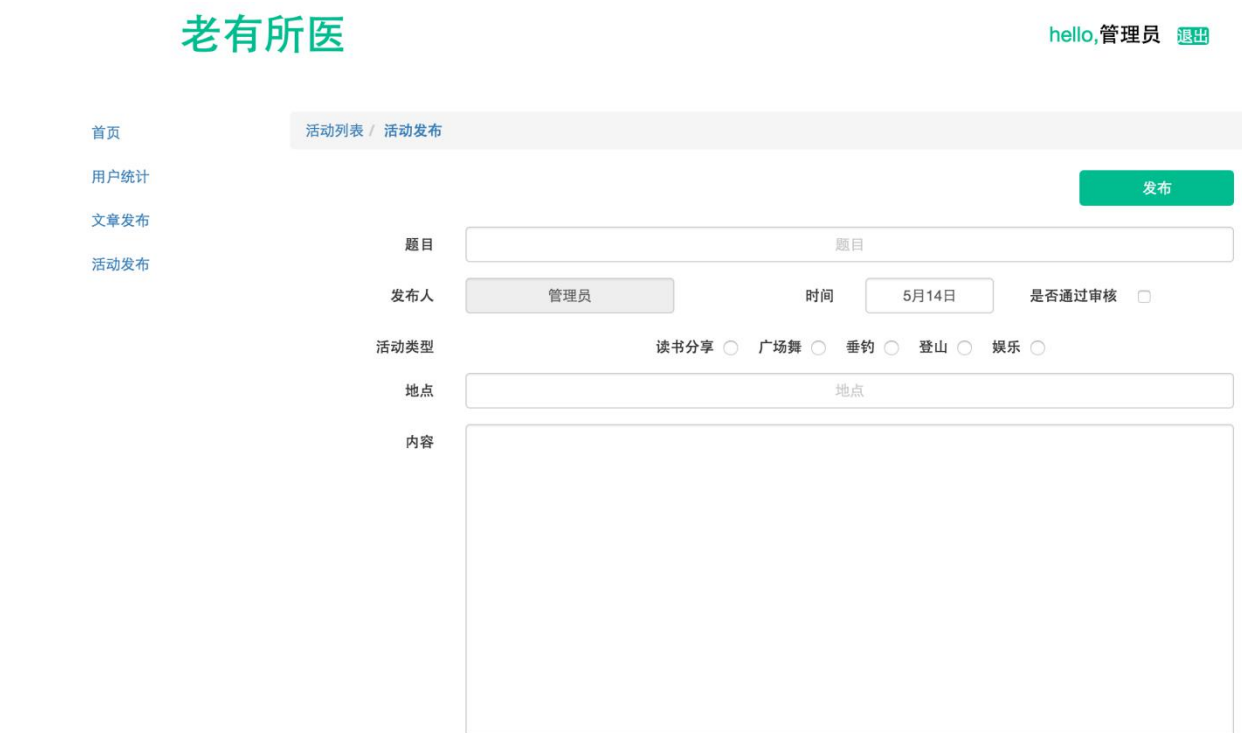 老有所医
hello,管理员 退出
首页
用户统计
文章发布
活动发布
活动列表 / 活动发布
发布
题目 题目
发布人 管理员 时间 5月14日 是否通过审核
活动类型 读书分享 广场舞 垂钓 登山 娱乐
地点 地点
内容